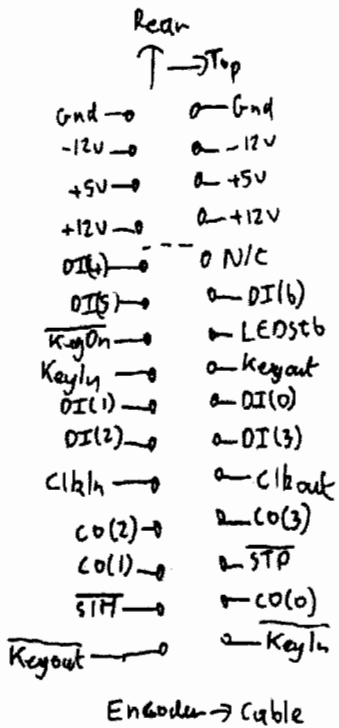 Rear
→Top
Gnd Gnd
-12v -12v
+5v +5v
+12v +12v
DI(4) N/C
DI(5) DI(6)
KeyOn LEDStb
KeyIn Keyout
DI(1) DI(0)
DI(2) DI(3)
ClkIn Clkout
CO(2) CO(3)
CO(1) STP
CO(0)
Keyout KeyIn
Encoder → Cable